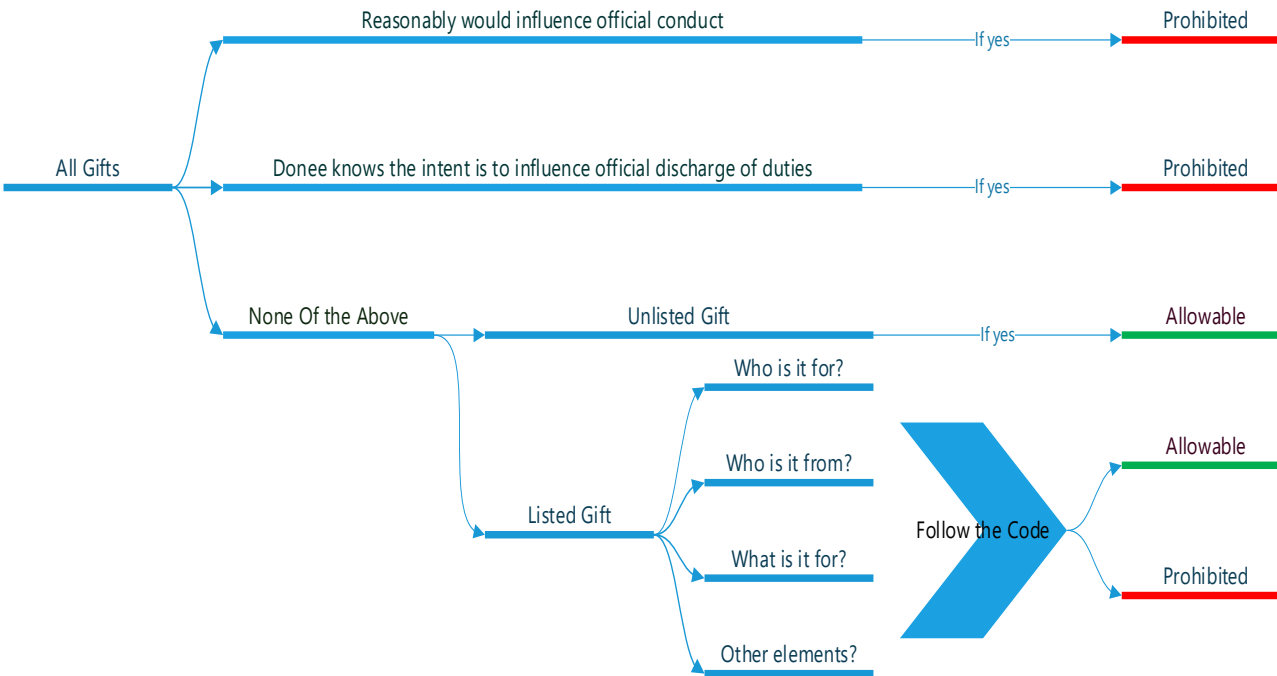 Reasonably would influence official conduct
If yes
Prohibited
All Gifts
Donee knows the intent is to influence official discharge of duties
If yes
Prohibited
None Of the Above
Unlisted Gift
If yes
Allowable
Who is it for?
Who is it from?
Listed Gift
What is it for?
Other elements?
Follow the Code
Allowable
Prohibited